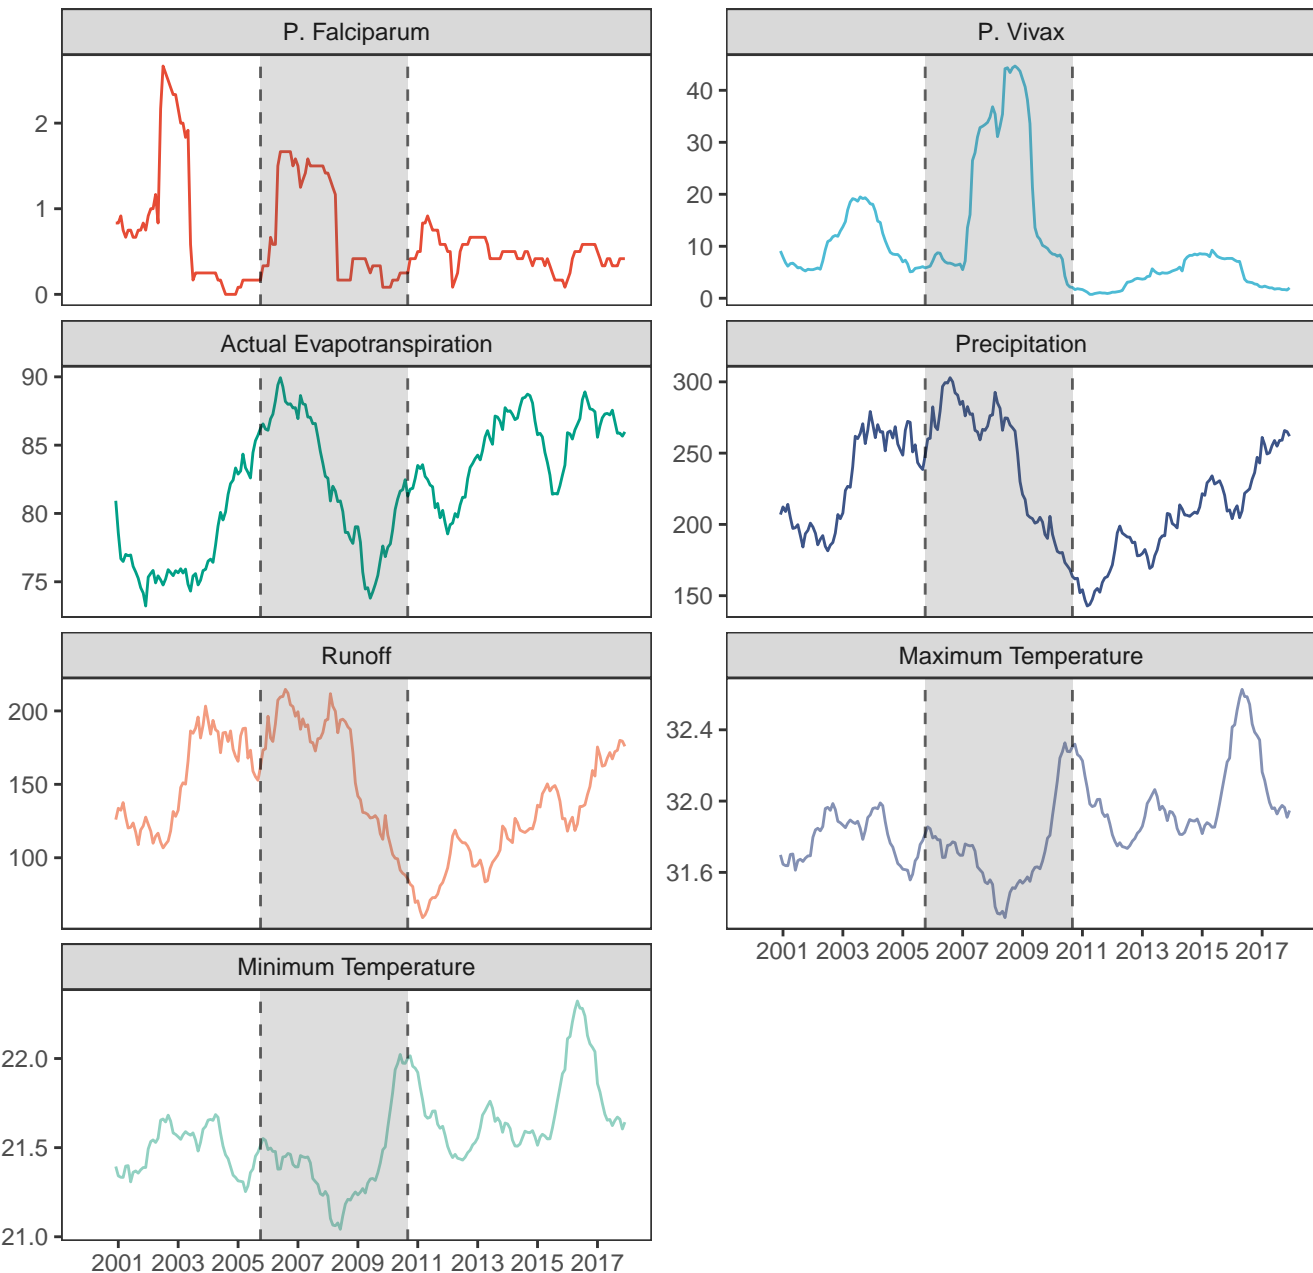 P. Falciparum
2
1
0
P. Vivax
40
30
20
10
0
Actual Evapotranspiration
90
85
80
75
Precipitation
300
250
200
150
Runoff
200
150
100
Maximum Temperature
32.4
32.0
31.6
2001 2003 2005 2007 2009 2011 2013 2015 2017
Minimum Temperature
22.0
21.5
21.0
2001 2003 2005 2007 2009 2011 2013 2015 2017